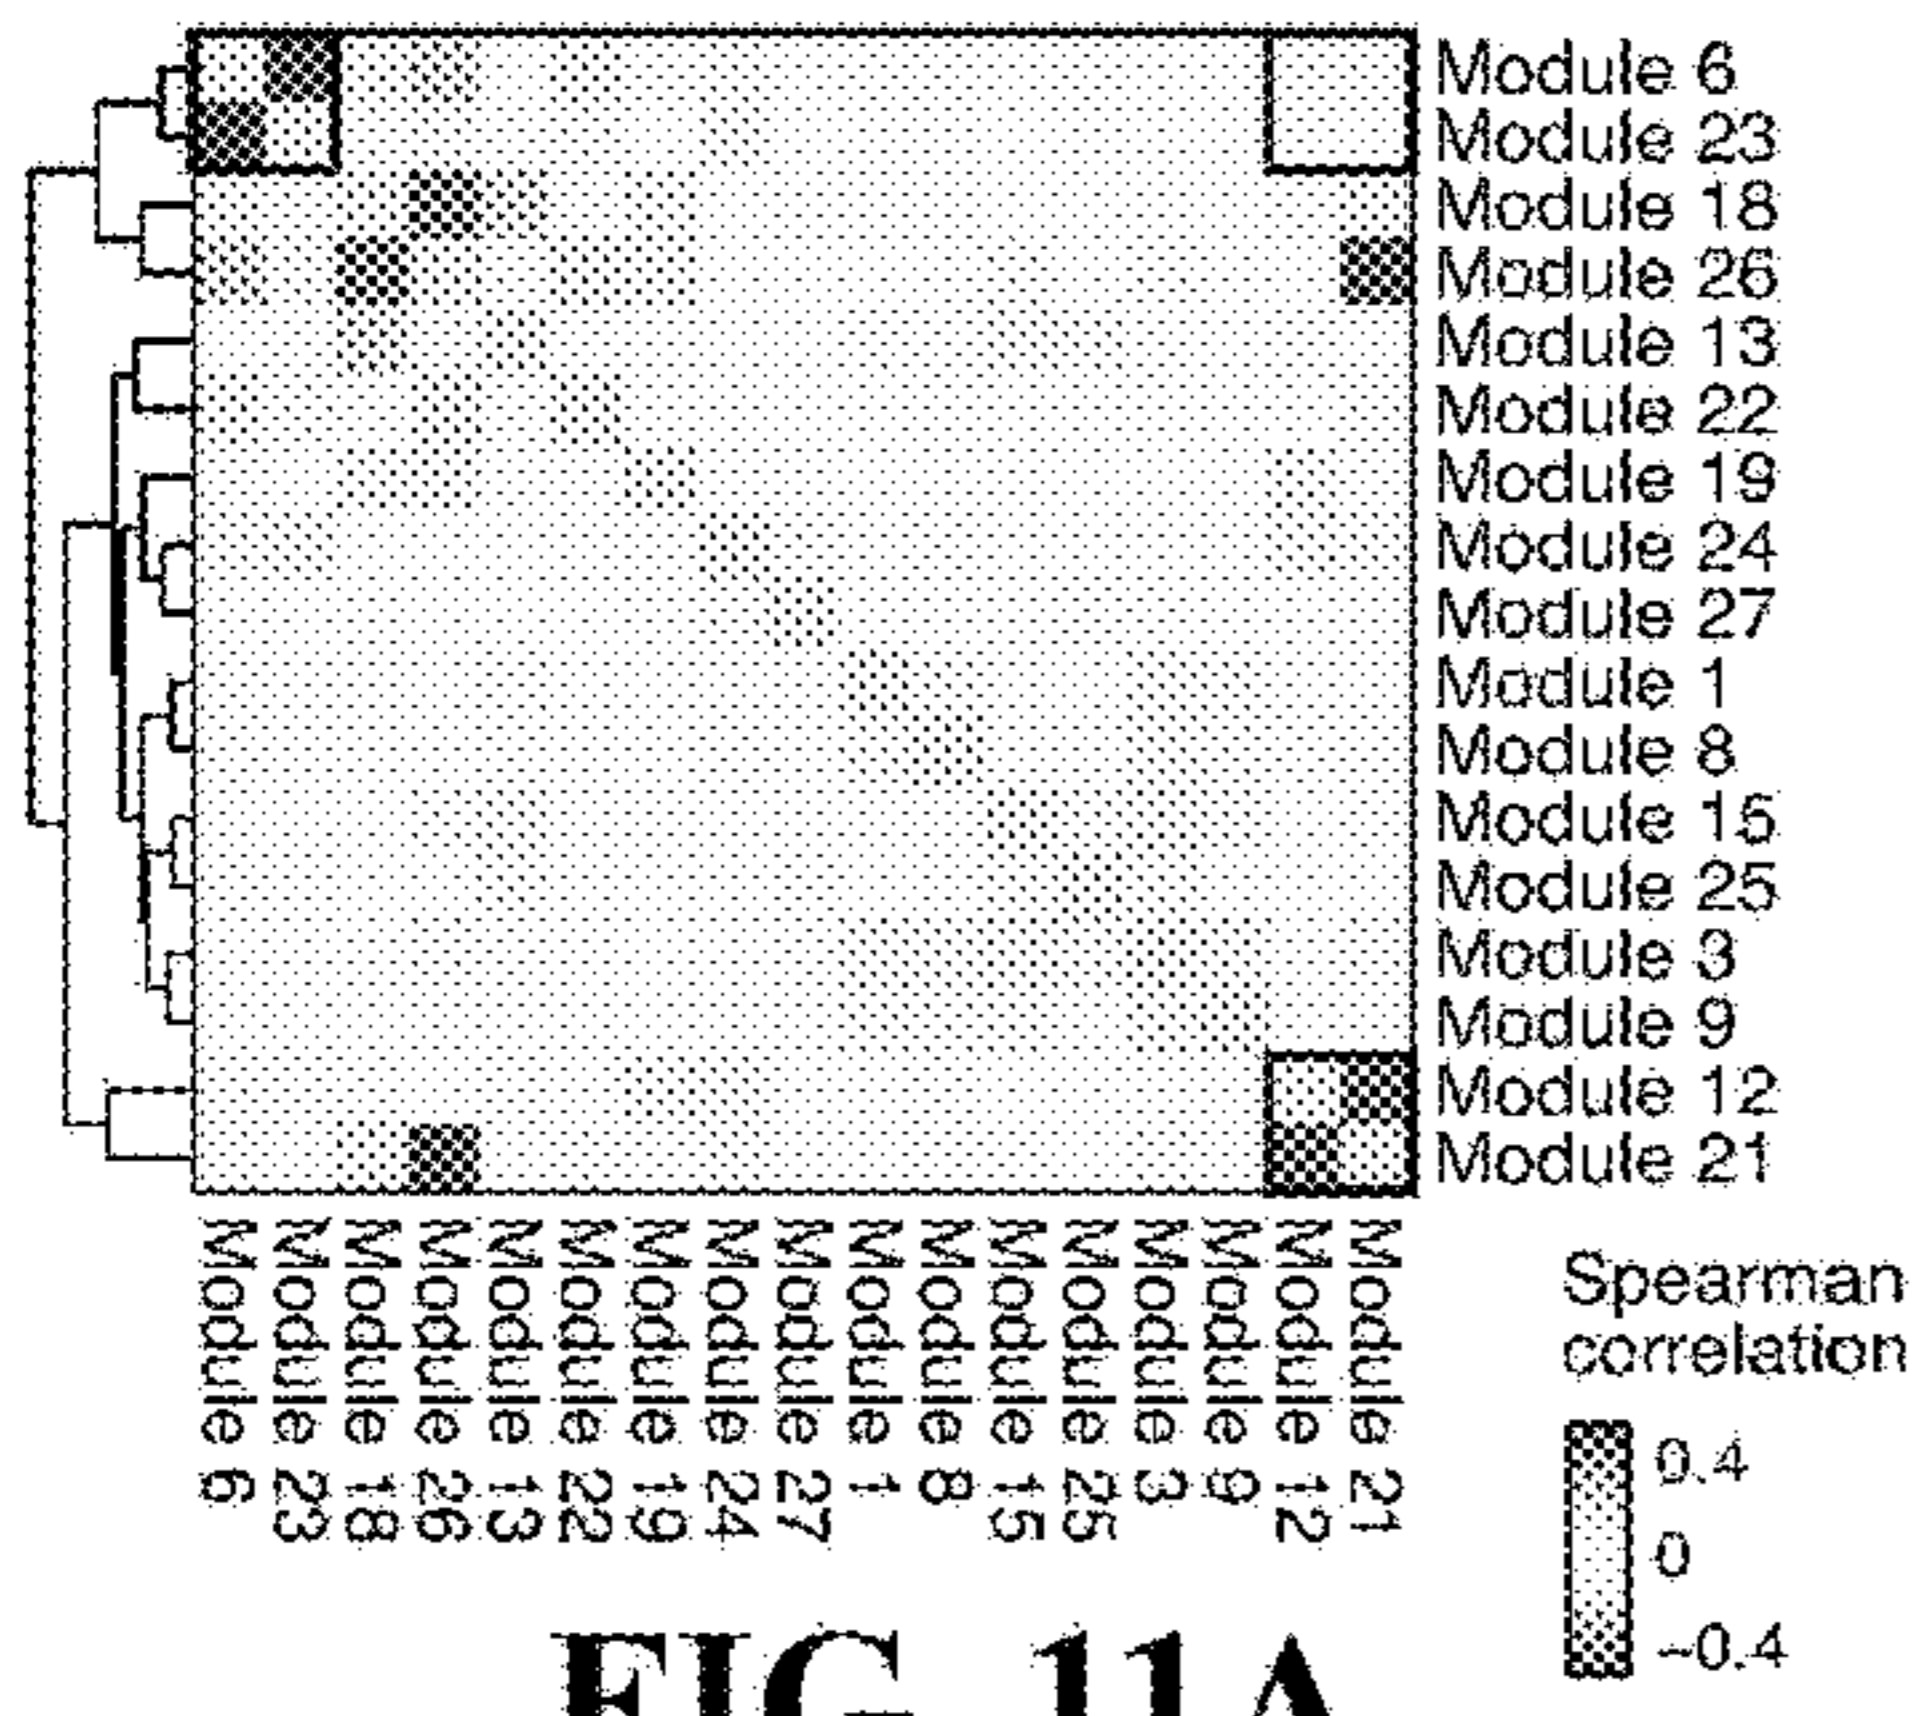 Module 6
Module 23
Module 18
Module 26
Module 13
Module 22
Module 19
Module 24
Module 27
Module 1
Module 8
Module 15
Module 25
Module 3
Module 9
Module 12
Module 21
Module 6
Module 23
Module 18
Module 26
Module 13
Module 22
Module 19
Module 24
Module 27
Module 1
Module 8
Module 15
Module 25
Module 3
Module 9
Module 12
Module 21
Spearman
correlation
0.4
0
-0.4
FIG. 11A